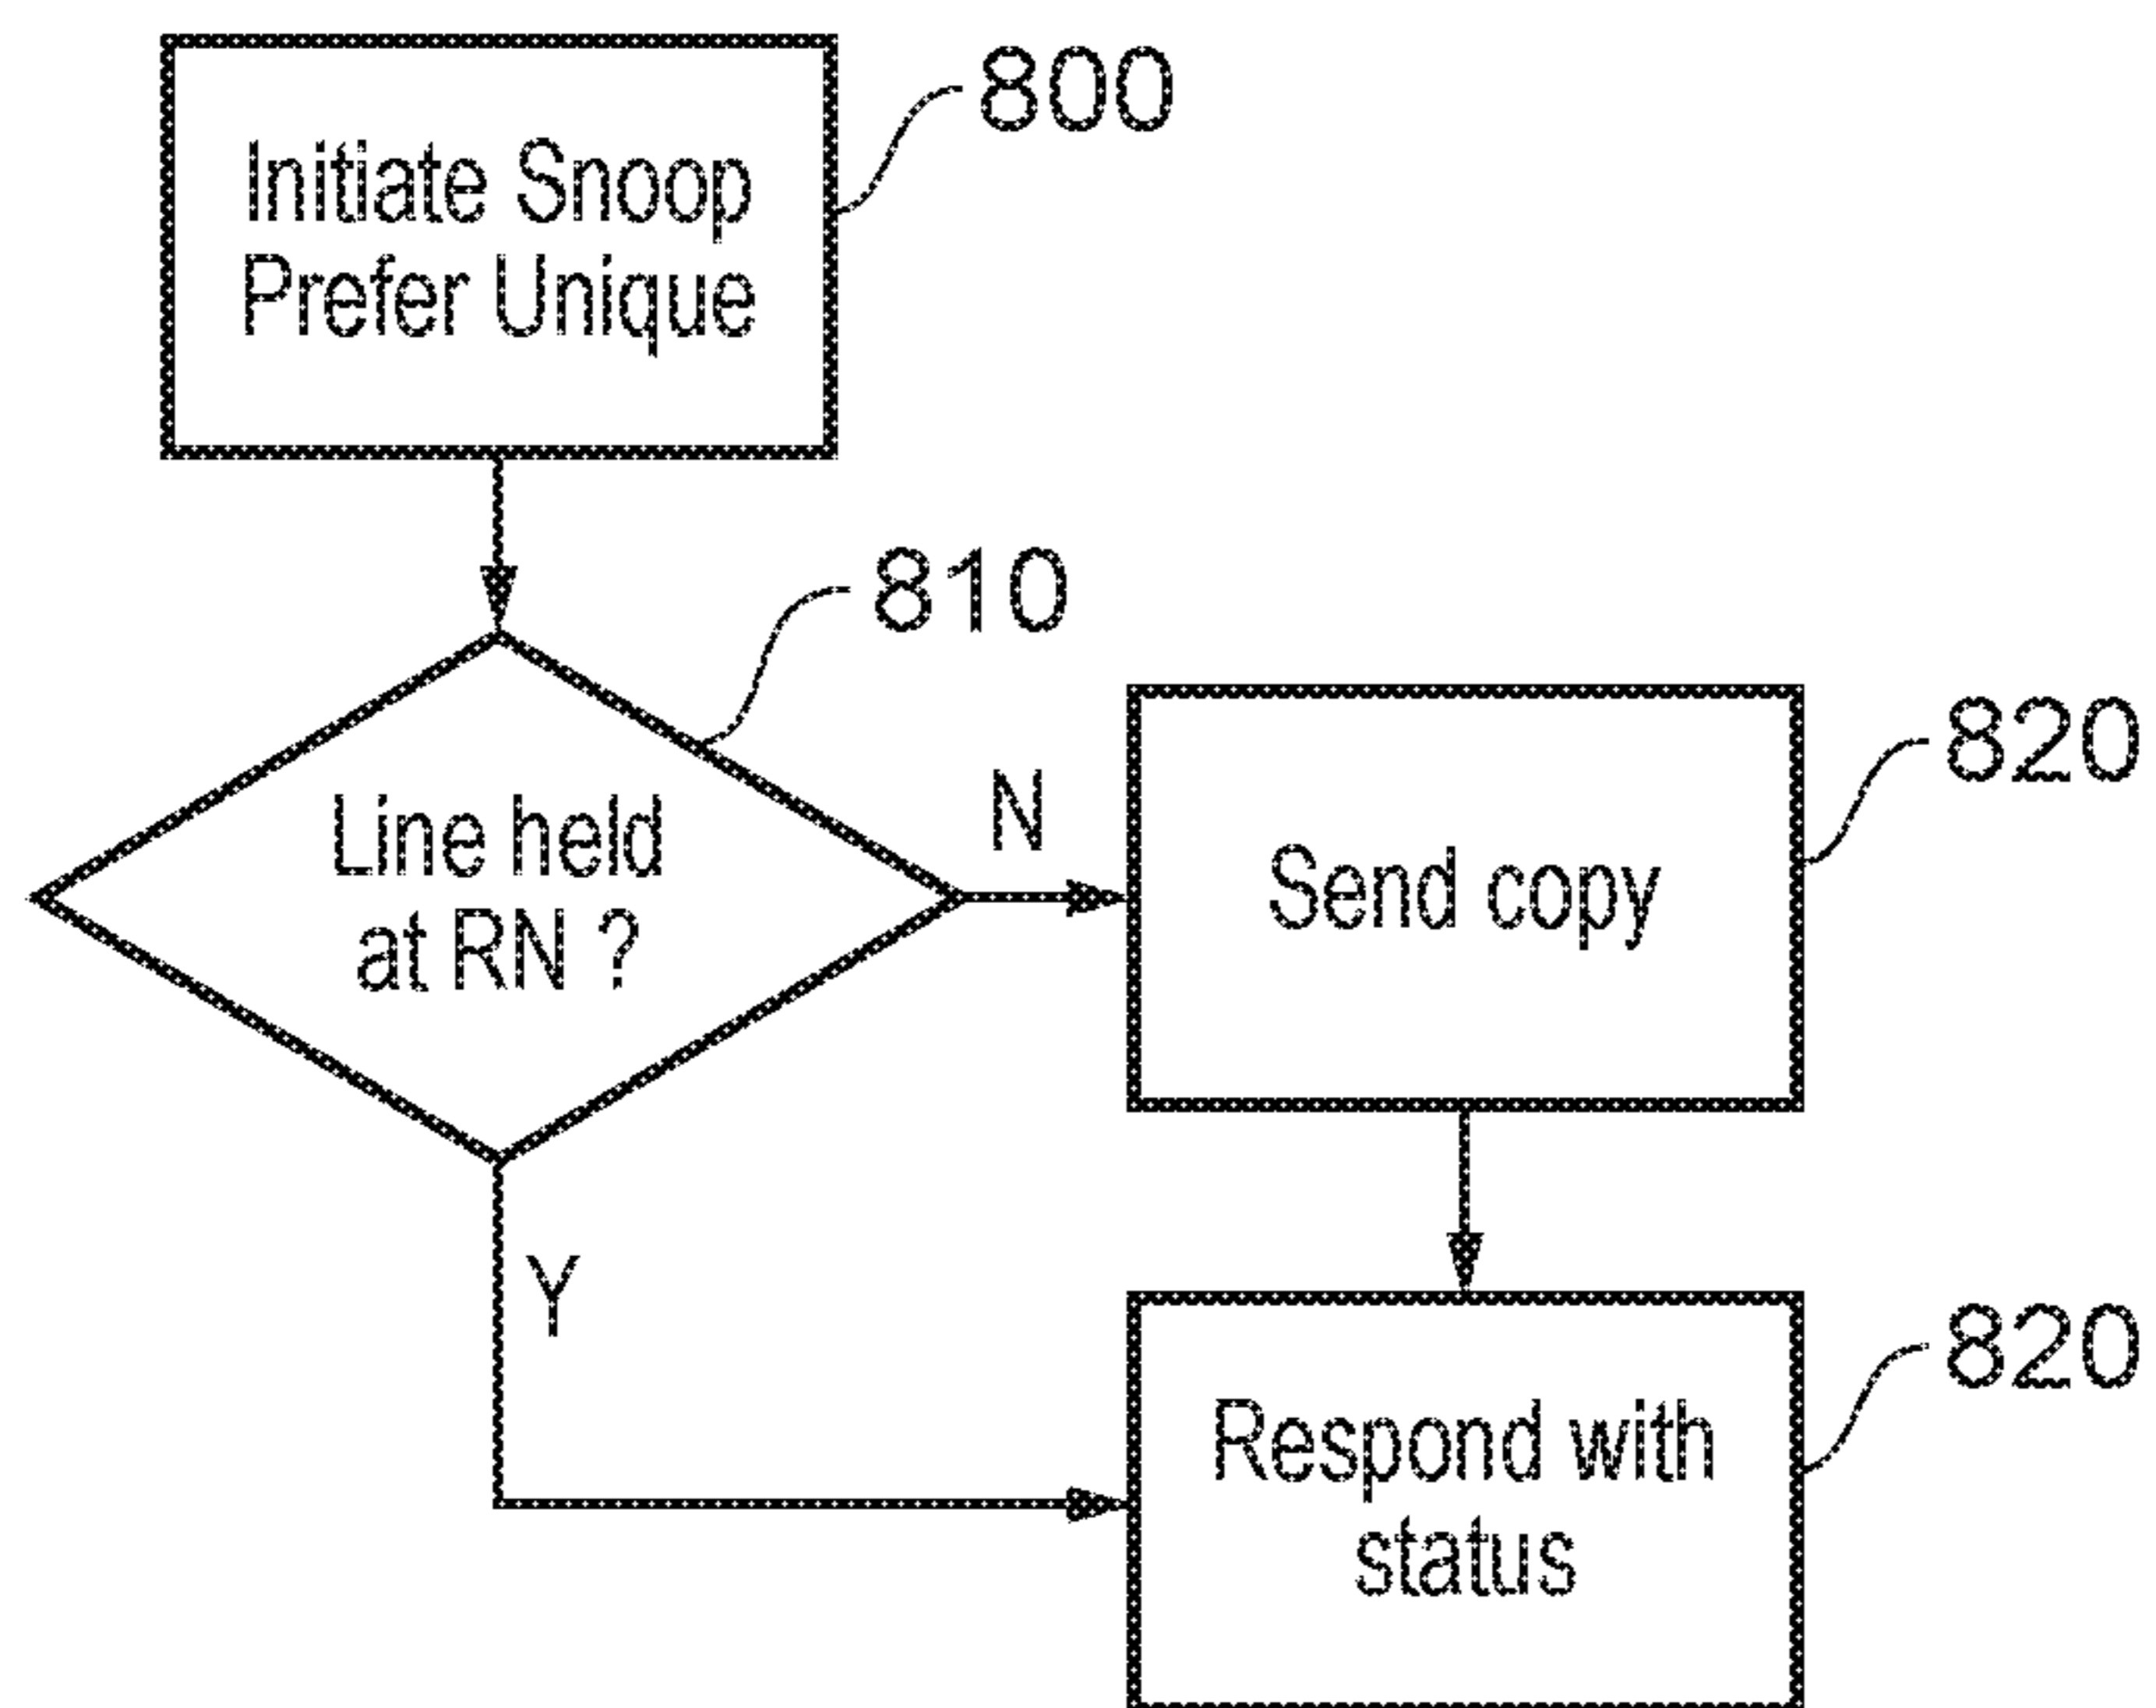 Initiate Snoop
Prefer Unique
800
810
Line held
at RN ?
N
Y
Send copy
820
Respond with
status
820